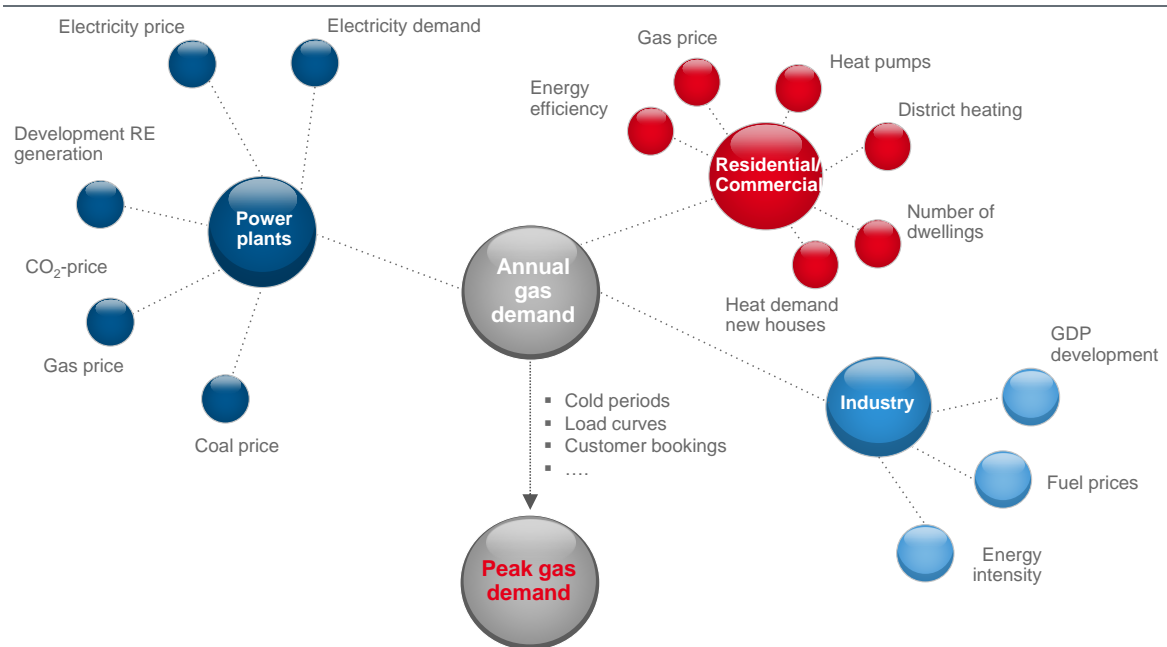 Electricity price
Electricity demand
Development RE
generation
CO₂-price
Gas price
Coal price
Power
plants
Annual
gas
demand
Gas price
Heat pumps
Energy
efficiency
District heating
Residential/
Commercial
Number of
dwellings
Heat demand
new houses
GDP
development
Industry
Fuel prices
Energy
intensity
▪ Cold periods
▪ Load curves
▪ Customer bookings
▪ ….
Peak gas
demand